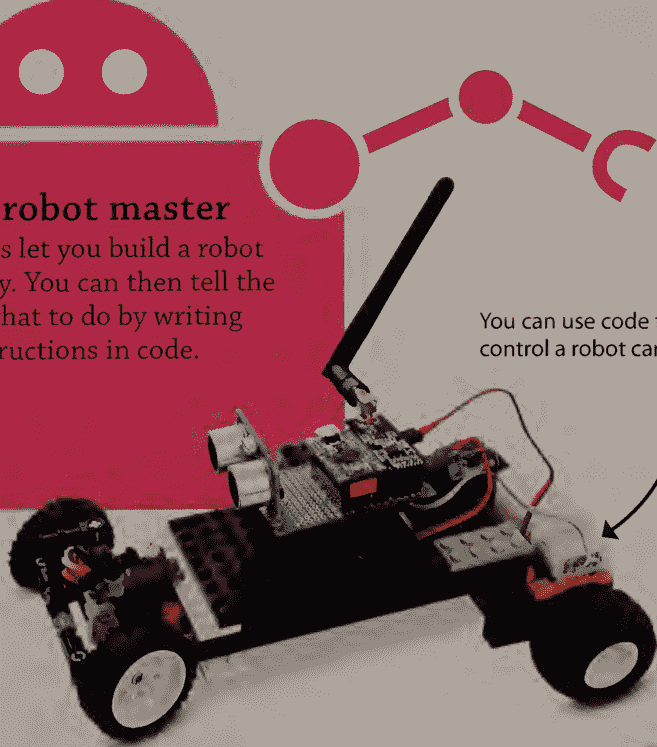 robot master
s let you build a robot
y. You can then tell the
hat to do by writing
ructions in code.
You can use code
control a robot car